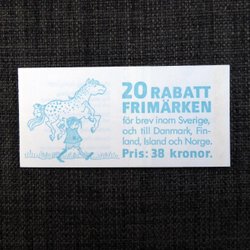 20 RABATT
FRIMÄRKEN
för brev inom Sverige,
och till Danmark, Fin-
land, Island och Norge.
Pris: 38 kronor.